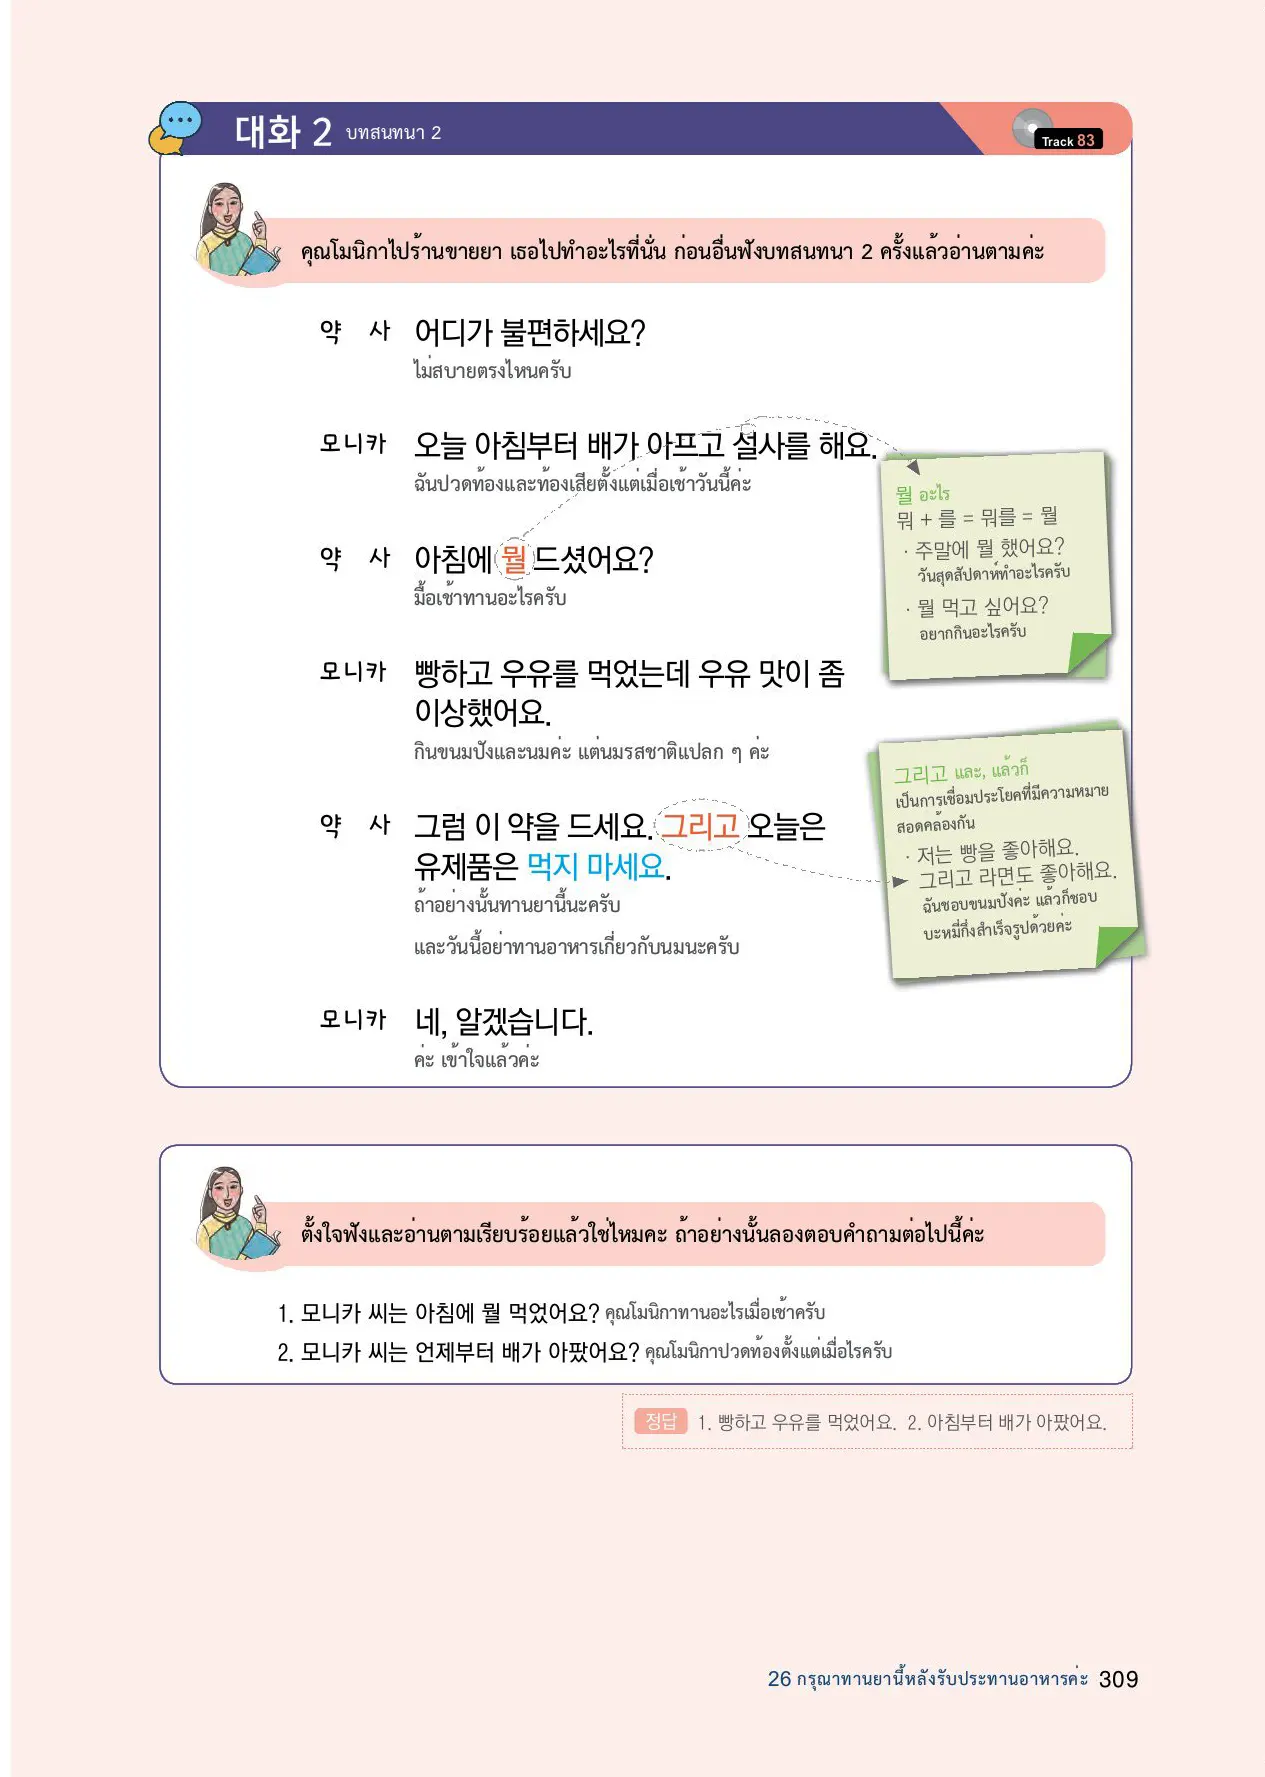 대화 2 บทสนทนา 2
Track 83
คุณโมนิกาไปร้านขายยา เธอไปทำอะไรที่นั่น ก่อนอื่นฟังบทสนทนา 2 ครั้งแล้วอ่านตามค่ะ
약 사 어디가 불편하세요?
ไม่สบายตรงไหนครับ
모니카 오늘 아침부터 배가 아프고 설사를 해요.
ฉันปวดท้องและท้องเสียตั้งแต่เมื่อเช้าวันนี้ค่ะ
약 사 아침에 뭘 드셨어요?
มื้อเช้าทานอะไรครับ
모니카 빵하고 우유를 먹었는데 우유 맛이 좀
이상했어요.
กินขนมปังและนมค่ะ แต่นมรสชาติแปลก ๆ ค่ะ
약 사 그럼 이 약을 드세요. 그리고 오늘은
유제품은 먹지 마세요.
ถ้าอย่างนั้นทานยานี้นะครับ
และวันนี้อย่าทานอาหารเกี่ยวกับนมนะครับ
모니카 네, 알겠습니다.
ค่ะ เข้าใจแล้วค่ะ
뭘 อะไร
뭐 + 를 = 뭐를 = 뭘
· 주말에 뭘 했어요?
วันสุดสัปดาห์ทำอะไรครับ
· 뭘 먹고 싶어요?
อยากกินอะไรครับ
그리고 และ, แล้วก็
เป็นการเชื่อมประโยคที่มีความหมาย
สอดคล้องกัน
· 저는 빵을 좋아해요.
그리고 라면도 좋아해요.
ฉันชอบขนมปังค่ะ แล้วก็ชอบ
บะหมี่กึ่งสำเร็จรูปด้วยค่ะ
ตั้งใจฟังและอ่านตามเรียบร้อยแล้วใช่ไหมคะ ถ้าอย่างนั้นลองตอบคำถามต่อไปนี้ค่ะ
1. 모니카 씨는 아침에 뭘 먹었어요? คุณโมนิกาทานอะไรเมื่อเช้าครับ
2. 모니카 씨는 언제부터 배가 아팠어요? คุณโมนิกาปวดท้องตั้งแต่เมื่อไรครับ
정답 1. 빵하고 우유를 먹었어요. 2. 아침부터 배가 아팠어요.
26 กรุณาทานยานี้หลังรับประทานอาหารค่ะ 309